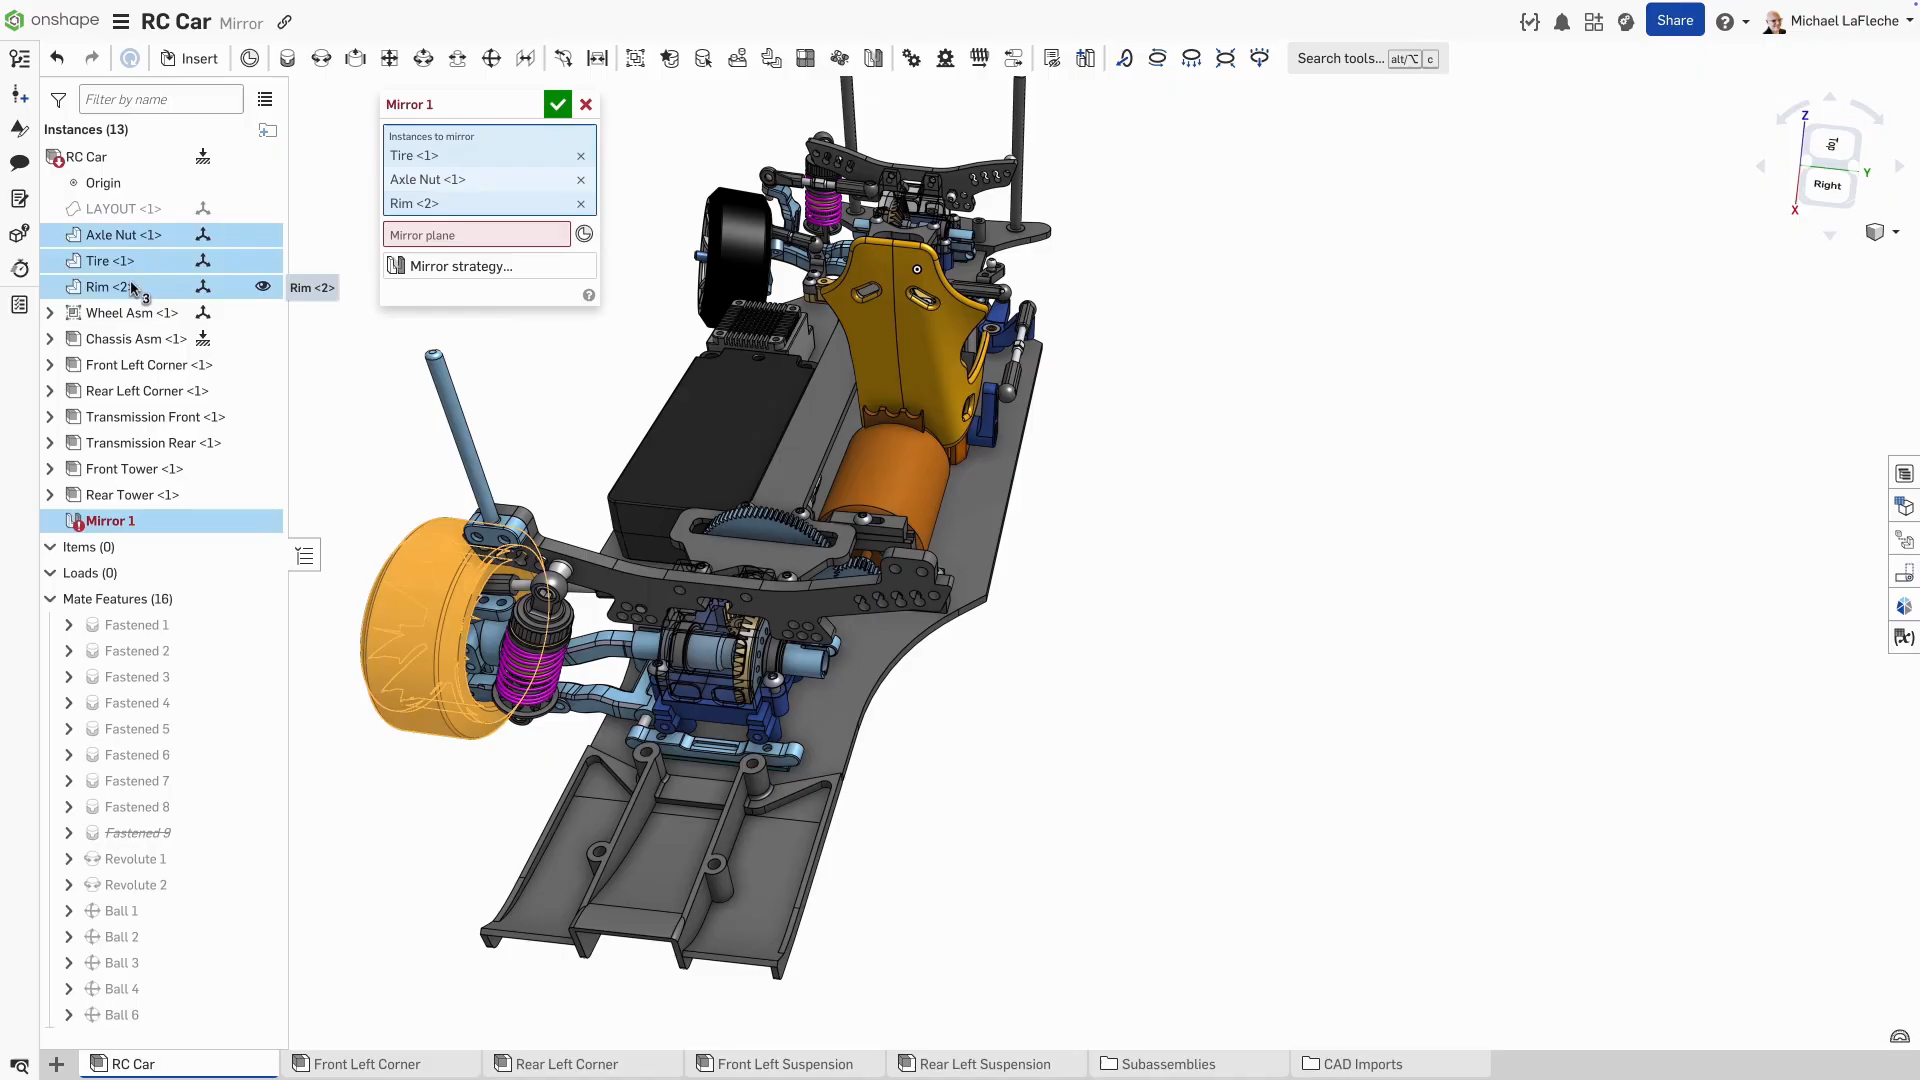 onshape
RC Car Mirror
Share
Michael LaFleche
Insert
Search tools... alt/⌥ c
Filter by name
Instances (13)
RC Car
Origin
LAYOUT <1>
Axle Nut <1>
Tire <1>
Rim <2>
3
Rim <2>
Wheel Asm <1>
Chassis Asm <1>
Front Left Corner <1>
Rear Left Corner <1>
Transmission Front <1>
Transmission Rear <1>
Front Tower <1>
Rear Tower <1>
Mirror 1
Items (0)
Loads (0)
Mate Features (16)
Fastened 1
Fastened 2
Fastened 3
Fastened 4
Fastened 5
Fastened 6
Fastened 7
Fastened 8
Fastened 9
Revolute 1
Revolute 2
Ball 1
Ball 2
Ball 3
Ball 4
Ball 6
Mirror 1
Instances to mirror
Tire <1>
Axle Nut <1>
Rim <2>
Mirror plane
Mirror strategy...
Z
Top
Y
Right
X
RC Car
Front Left Corner
Rear Left Corner
Front Left Suspension
Rear Left Suspension
Subassemblies
CAD Imports